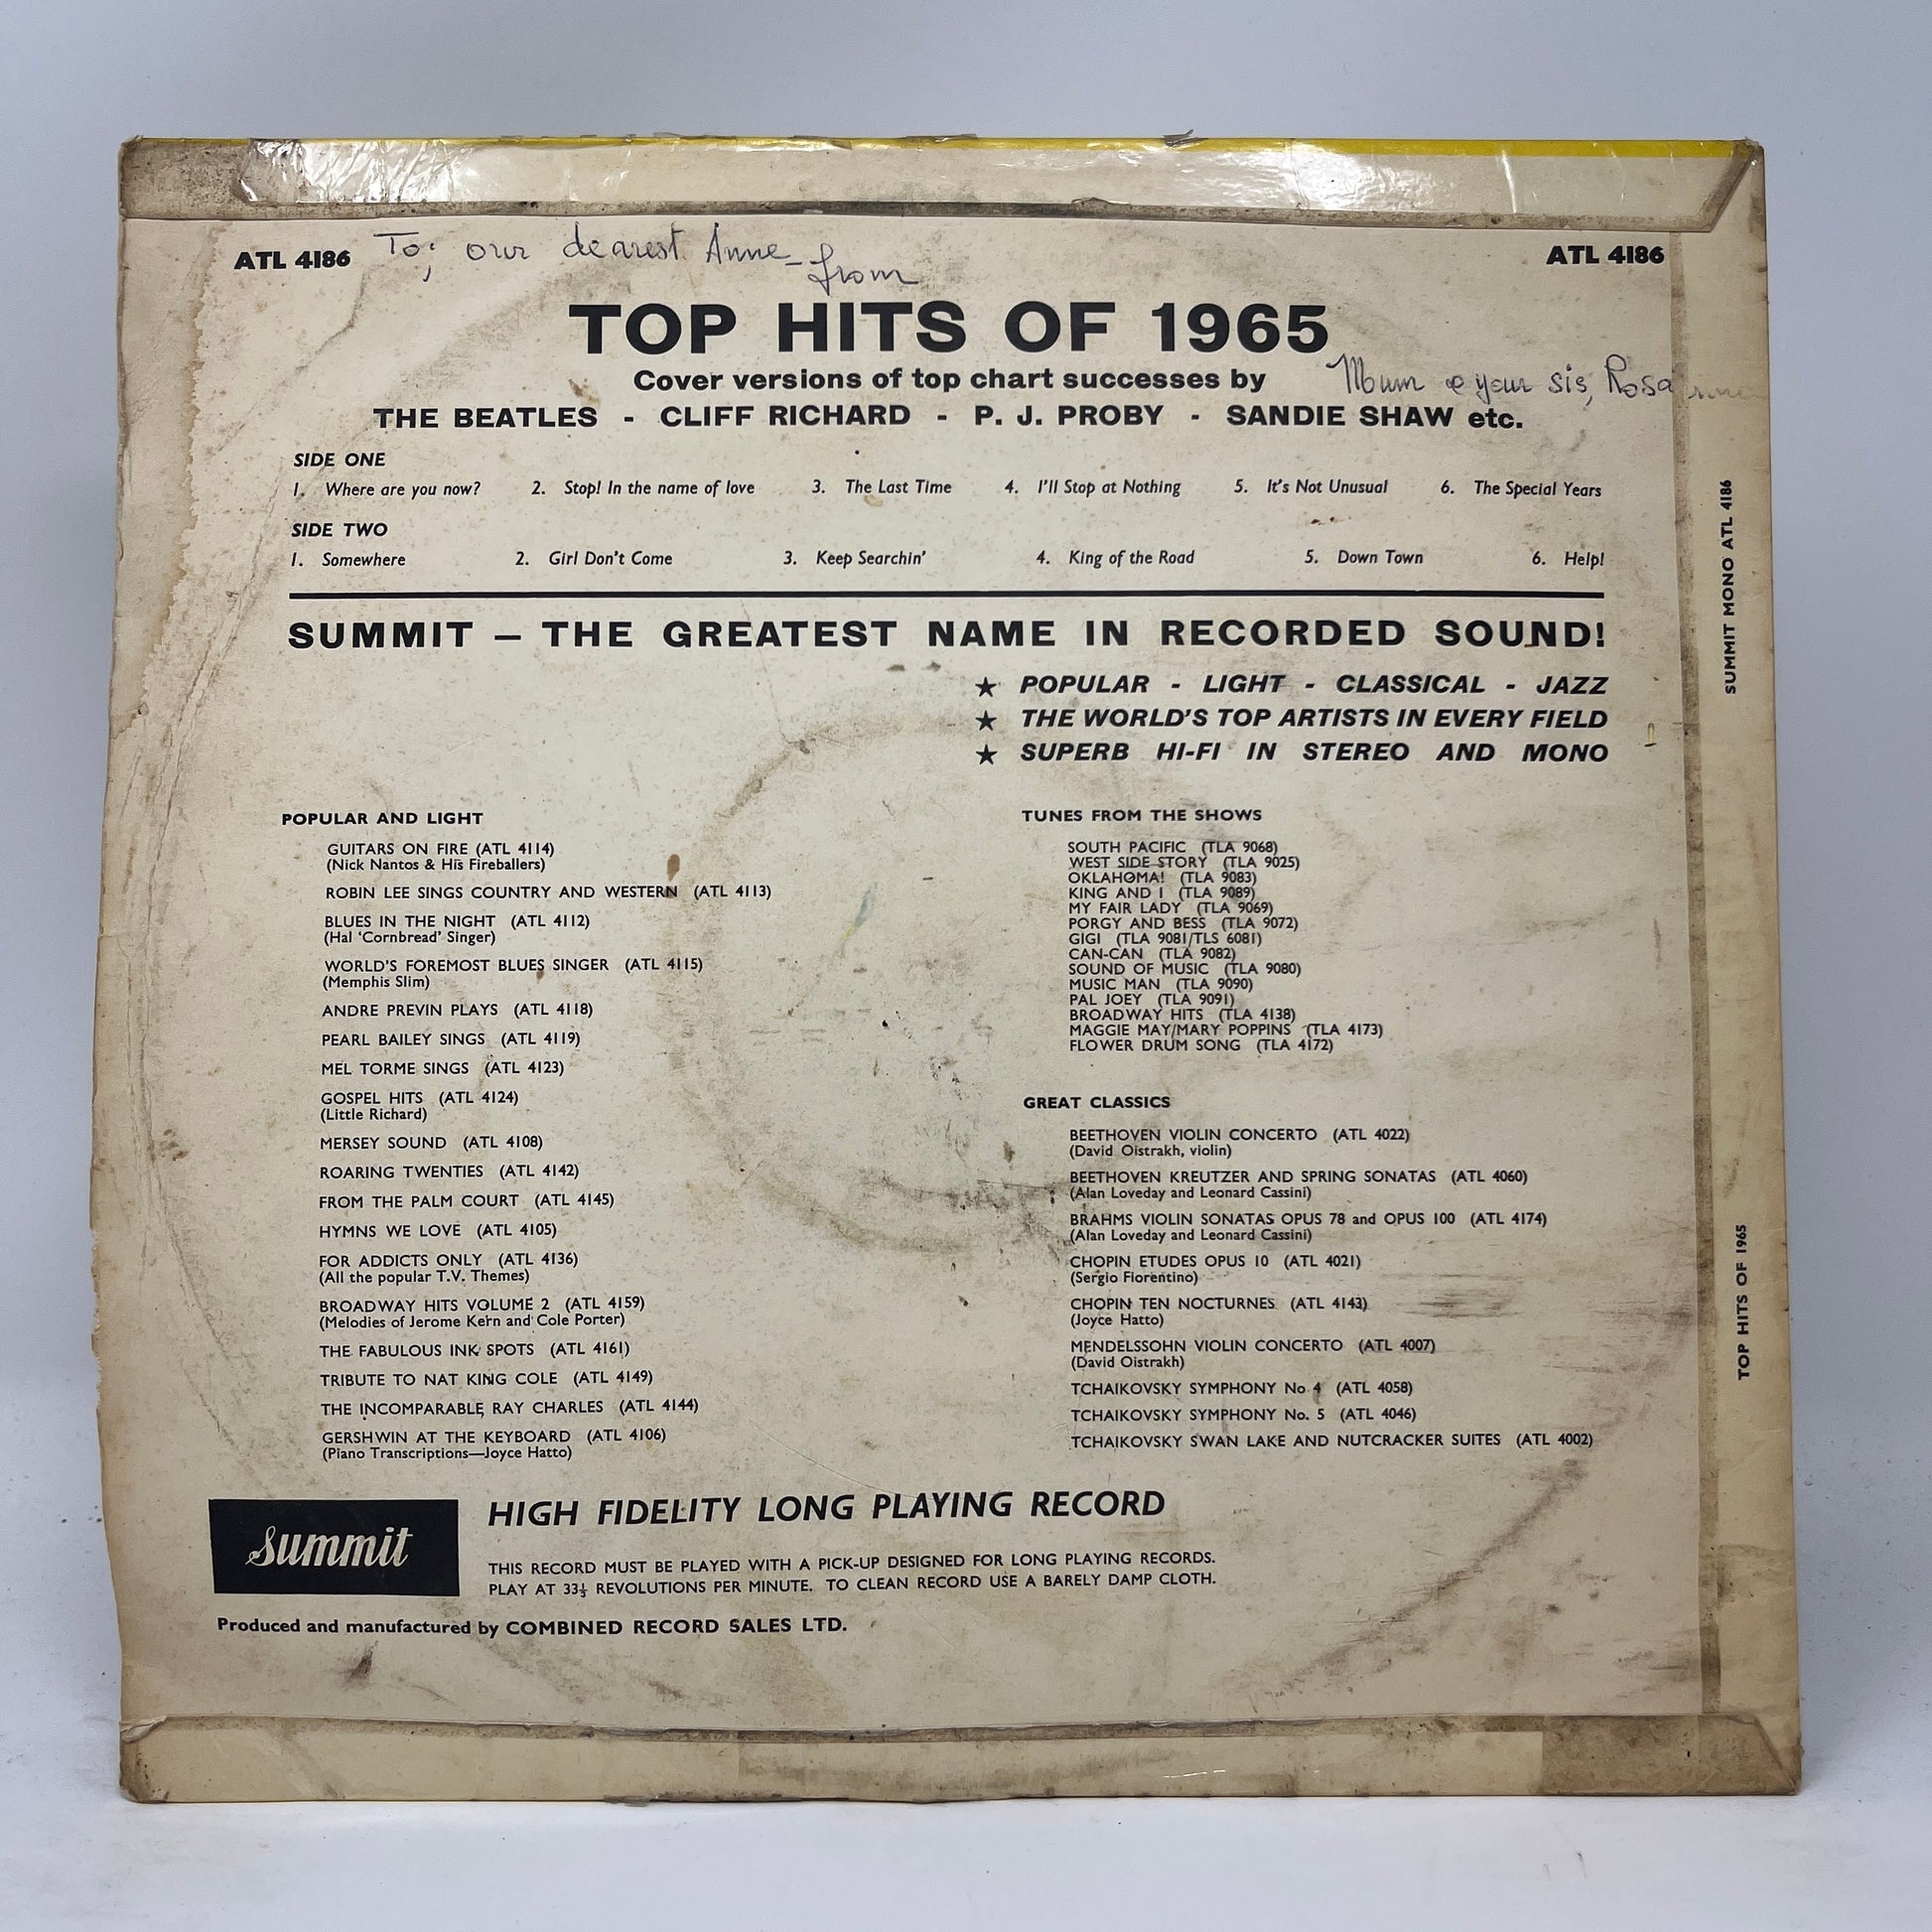 ATL 4186 To; our dearest Anne - from ATL 4186
TOP HITS OF 1965
Cover versions of top chart successes by Mum & your sis, Rosa
THE BEATLES - CLIFF RICHARD - P. J. PROBY - SANDIE SHAW etc.
SIDE ONE
1. Where are you now? 2. Stop! In the name of love 3. The Last Time 4. I'll Stop at Nothing 5. It's Not Unusual 6. The Special Years
SIDE TWO
1. Somewhere 2. Girl Don't Come 3. Keep Searchin' 4. King of the Road 5. Down Town 6. Help!
SUMMIT – THE GREATEST NAME IN RECORDED SOUND!
★ POPULAR - LIGHT - CLASSICAL - JAZZ
★ THE WORLD'S TOP ARTISTS IN EVERY FIELD
★ SUPERB HI-FI IN STEREO AND MONO
POPULAR AND LIGHT
GUITARS ON FIRE (ATL 4114)
(Nick Nantos & His Fireballers)
ROBIN LEE SINGS COUNTRY AND WESTERN (ATL 4113)
BLUES IN THE NIGHT (ATL 4112)
(Hal 'Cornbread' Singer)
WORLD'S FOREMOST BLUES SINGER (ATL 4115)
(Memphis Slim)
ANDRE PREVIN PLAYS (ATL 4118)
PEARL BAILEY SINGS (ATL 4119)
MEL TORME SINGS (ATL 4123)
GOSPEL HITS (ATL 4124)
(Little Richard)
MERSEY SOUND (ATL 4108)
ROARING TWENTIES (ATL 4142)
FROM THE PALM COURT (ATL 4145)
HYMNS WE LOVE (ATL 4105)
FOR ADDICTS ONLY (ATL 4136)
(All the popular T.V. Themes)
BROADWAY HITS VOLUME 2 (ATL 4159)
(Melodies of Jerome Kern and Cole Porter)
THE FABULOUS INK SPOTS (ATL 4161)
TRIBUTE TO NAT KING COLE (ATL 4149)
THE INCOMPARABLE RAY CHARLES (ATL 4144)
GERSHWIN AT THE KEYBOARD (ATL 4106)
(Piano Transcriptions—Joyce Hatto)
TUNES FROM THE SHOWS
SOUTH PACIFIC (TLA 9068)
WEST SIDE STORY (TLA 9025)
OKLAHOMA! (TLA 9083)
KING AND I (TLA 9089)
MY FAIR LADY (TLA 9069)
PORGY AND BESS (TLA 9072)
GIGI (TLA 9081/TLS 6081)
CAN-CAN (TLA 9082)
SOUND OF MUSIC (TLA 9080)
MUSIC MAN (TLA 9090)
PAL JOEY (TLA 9091)
BROADWAY HITS (TLA 4138)
MAGGIE MAY/MARY POPPINS (TLA 4173)
FLOWER DRUM SONG (TLA 4172)
GREAT CLASSICS
BEETHOVEN VIOLIN CONCERTO (ATL 4022)
(David Oistrakh, violin)
BEETHOVEN KREUTZER AND SPRING SONATAS (ATL 4060)
(Alan Loveday and Leonard Cassini)
BRAHMS VIOLIN SONATAS OPUS 78 and OPUS 100 (ATL 4174)
(Alan Loveday and Leonard Cassini)
CHOPIN ETUDES OPUS 10 (ATL 4021)
(Sergio Florentino)
CHOPIN TEN NOCTURNES (ATL 4143)
(Joyce Hatto)
MENDELSSOHN VIOLIN CONCERTO (ATL 4007)
(David Oistrakh)
TCHAIKOVSKY SYMPHONY No 4 (ATL 4058)
TCHAIKOVSKY SYMPHONY No. 5 (ATL 4046)
TCHAIKOVSKY SWAN LAKE AND NUTCRACKER SUITES (ATL 4002)
summit
HIGH FIDELITY LONG PLAYING RECORD
THIS RECORD MUST BE PLAYED WITH A PICK-UP DESIGNED FOR LONG PLAYING RECORDS.
PLAY AT 33⅓ REVOLUTIONS PER MINUTE. TO CLEAN RECORD USE A BARELY DAMP CLOTH.
Produced and manufactured by COMBINED RECORD SALES LTD.
SUMMIT MONO ATL 4186
TOP HITS OF 1965